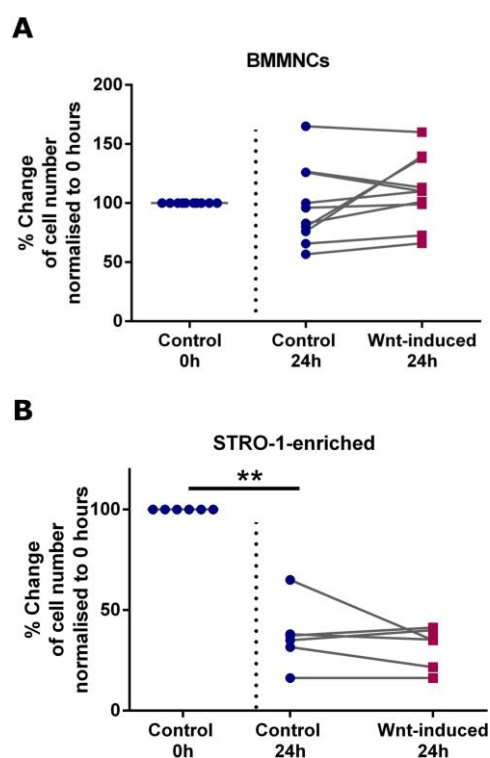 A
BMMNCs
% Change
of cell number
normalised to 0 hours
200
150
100
50
0
Control
0h
Control
24h
Wnt-induced
24h
B
STRO-1-enriched
**
% Change
of cell number
normalised to 0 hours
100
50
0
Control
0h
Control
24h
Wnt-induced
24h